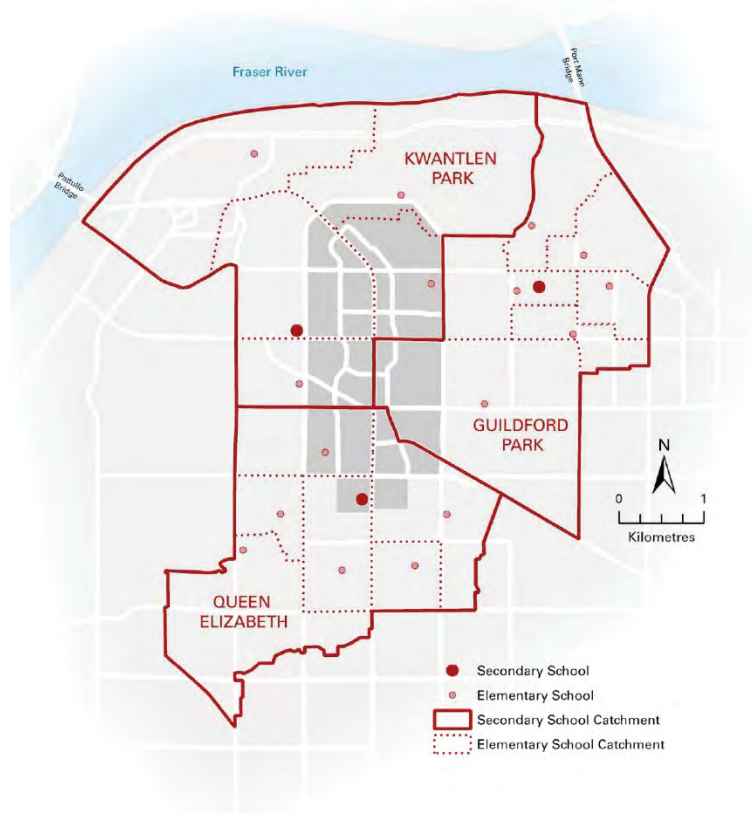 Fraser River
Port Mane
Bridge
Pattullo
Bridge
KWANTLEN
PARK
GUILDFORD
PARK
N
0 1
Kilometres
QUEEN
ELIZABETH
Secondary School
Elementary School
Secondary School Catchment
Elementary School Catchment